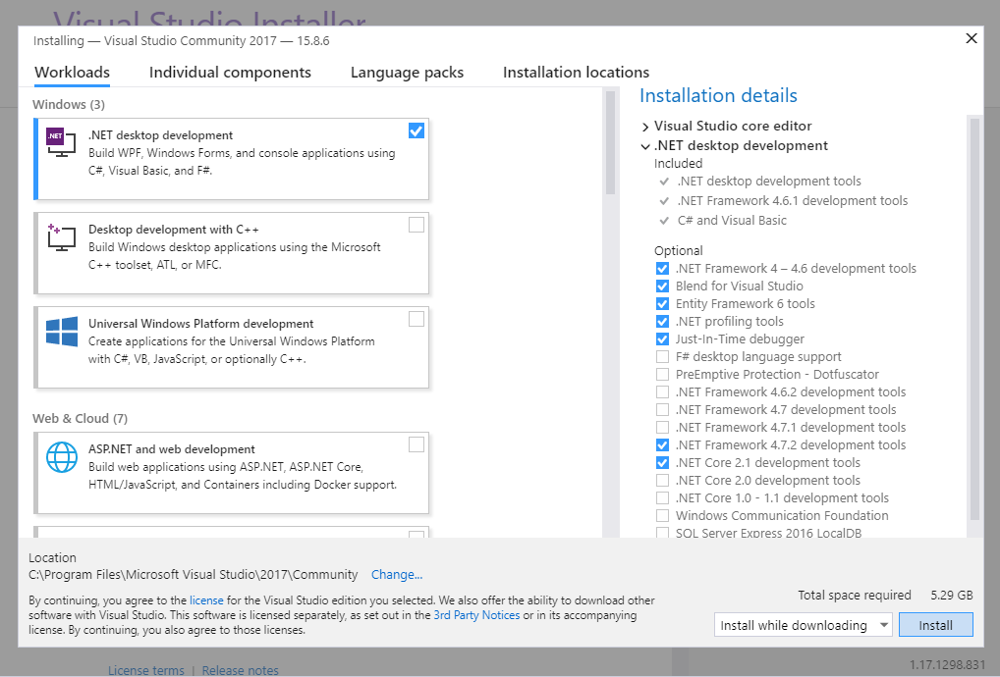 Visual Studio Installer
Installing — Visual Studio Community 2017 — 15.8.6
Workloads
Individual components
Language packs
Installation locations
Windows (3)
.NET
.NET desktop development
Build WPF, Windows Forms, and console applications using
C#, Visual Basic, and F#.
Desktop development with C++
Build Windows desktop applications using the Microsoft
C++ toolset, ATL, or MFC.
Universal Windows Platform development
Create applications for the Universal Windows Platform
with C#, VB, JavaScript, or optionally C++.
Web & Cloud (7)
ASP.NET and web development
Build web applications using ASP.NET, ASP.NET Core,
HTML/JavaScript, and Containers including Docker support.
Installation details
Visual Studio core editor
.NET desktop development
Included
.NET desktop development tools
.NET Framework 4.6.1 development tools
C# and Visual Basic
Optional
.NET Framework 4 – 4.6 development tools
Blend for Visual Studio
Entity Framework 6 tools
.NET profiling tools
Just-In-Time debugger
F# desktop language support
PreEmptive Protection - Dotfuscator
.NET Framework 4.6.2 development tools
.NET Framework 4.7 development tools
.NET Framework 4.7.1 development tools
.NET Framework 4.7.2 development tools
.NET Core 2.1 development tools
.NET Core 2.0 development tools
.NET Core 1.0 - 1.1 development tools
Windows Communication Foundation
SQL Server Express 2016 LocalDB
Location
C:\Program Files\Microsoft Visual Studio\2017\Community Change...
By continuing, you agree to the license for the Visual Studio edition you selected. We also offer the ability to download other
software with Visual Studio. This software is licensed separately, as set out in the 3rd Party Notices or in its accompanying
license. By continuing, you also agree to those licenses.
Total space required 5.29 GB
Install while downloading
Install
License terms | Release notes
1.17.1298.831